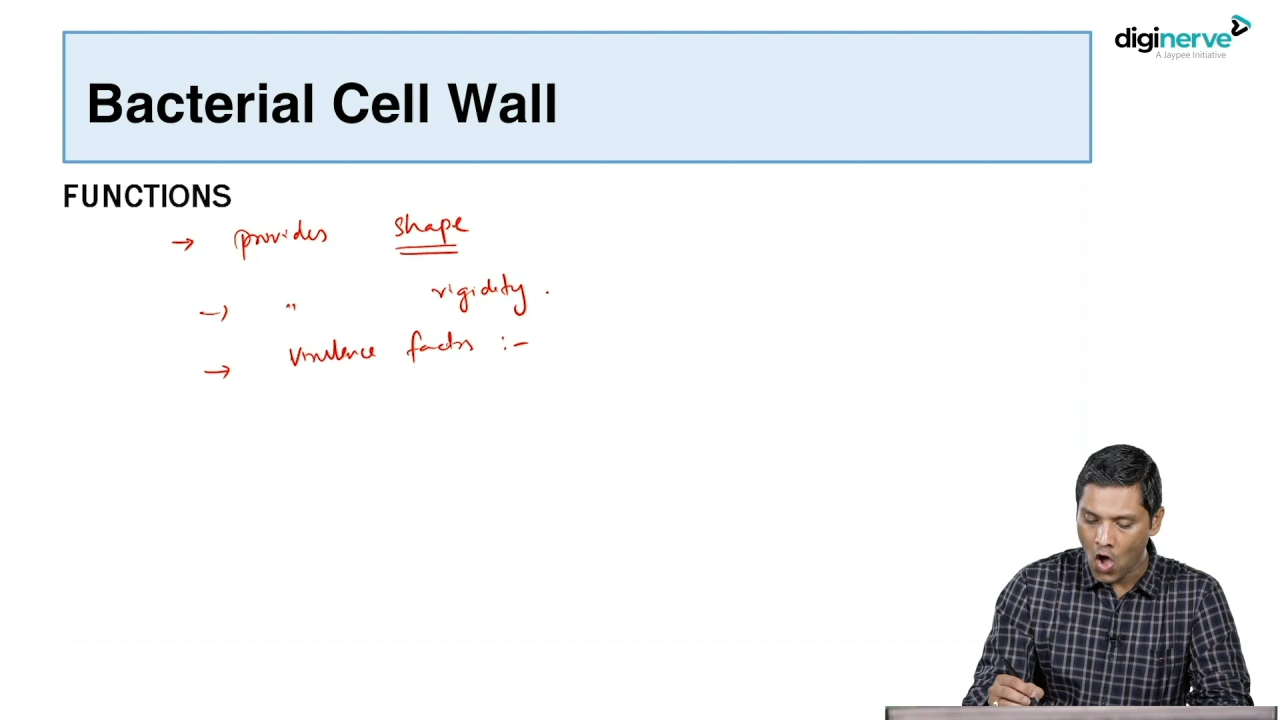 diginerve
A Jaypee Initiative
Bacterial Cell Wall
FUNCTIONS
→ provides shape
→ " rigidity .
→ Virulence factors :-